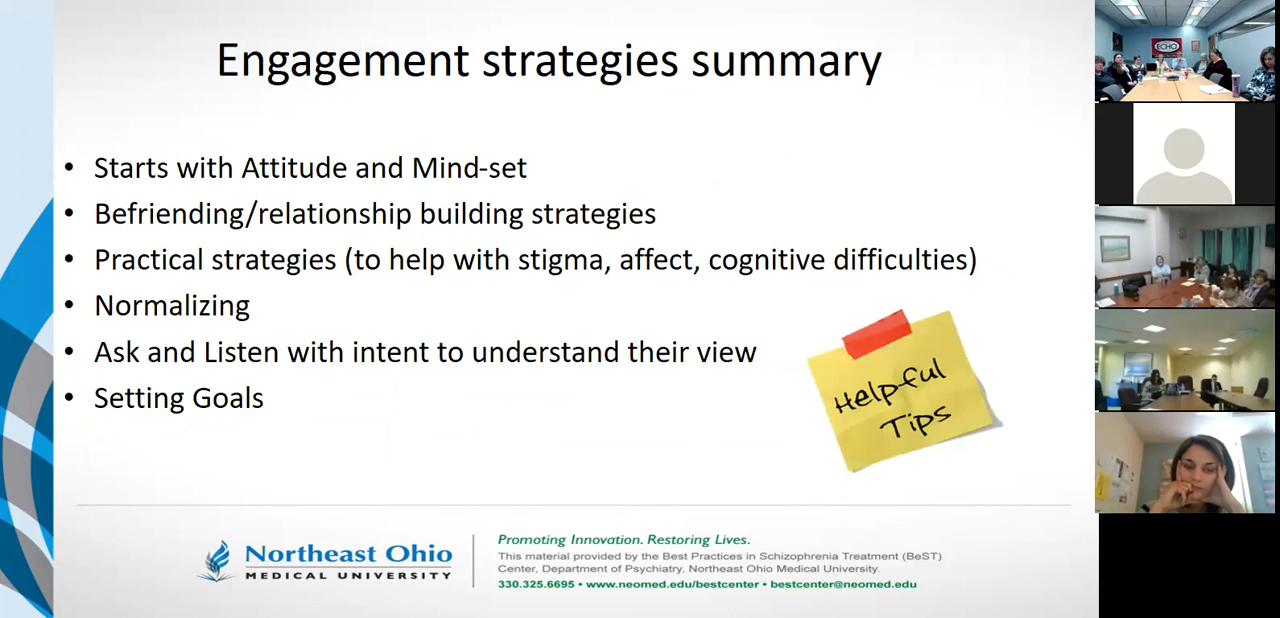 Engagement strategies summary
• Starts with Attitude and Mind-set
• Befriending/relationship building strategies
• Practical strategies (to help with stigma, affect, cognitive difficulties)
• Normalizing
• Ask and Listen with intent to understand their view
• Setting Goals
Helpful
Tips
Northeast Ohio
MEDICAL UNIVERSITY
Promoting Innovation. Restoring Lives.
This material provided by the Best Practices in Schizophrenia Treatment (BeST)
Center, Department of Psychiatry, Northeast Ohio Medical University.
330.325.6695 • www.neomed.edu/bestcenter • bestcenter@neomed.edu
ECHO